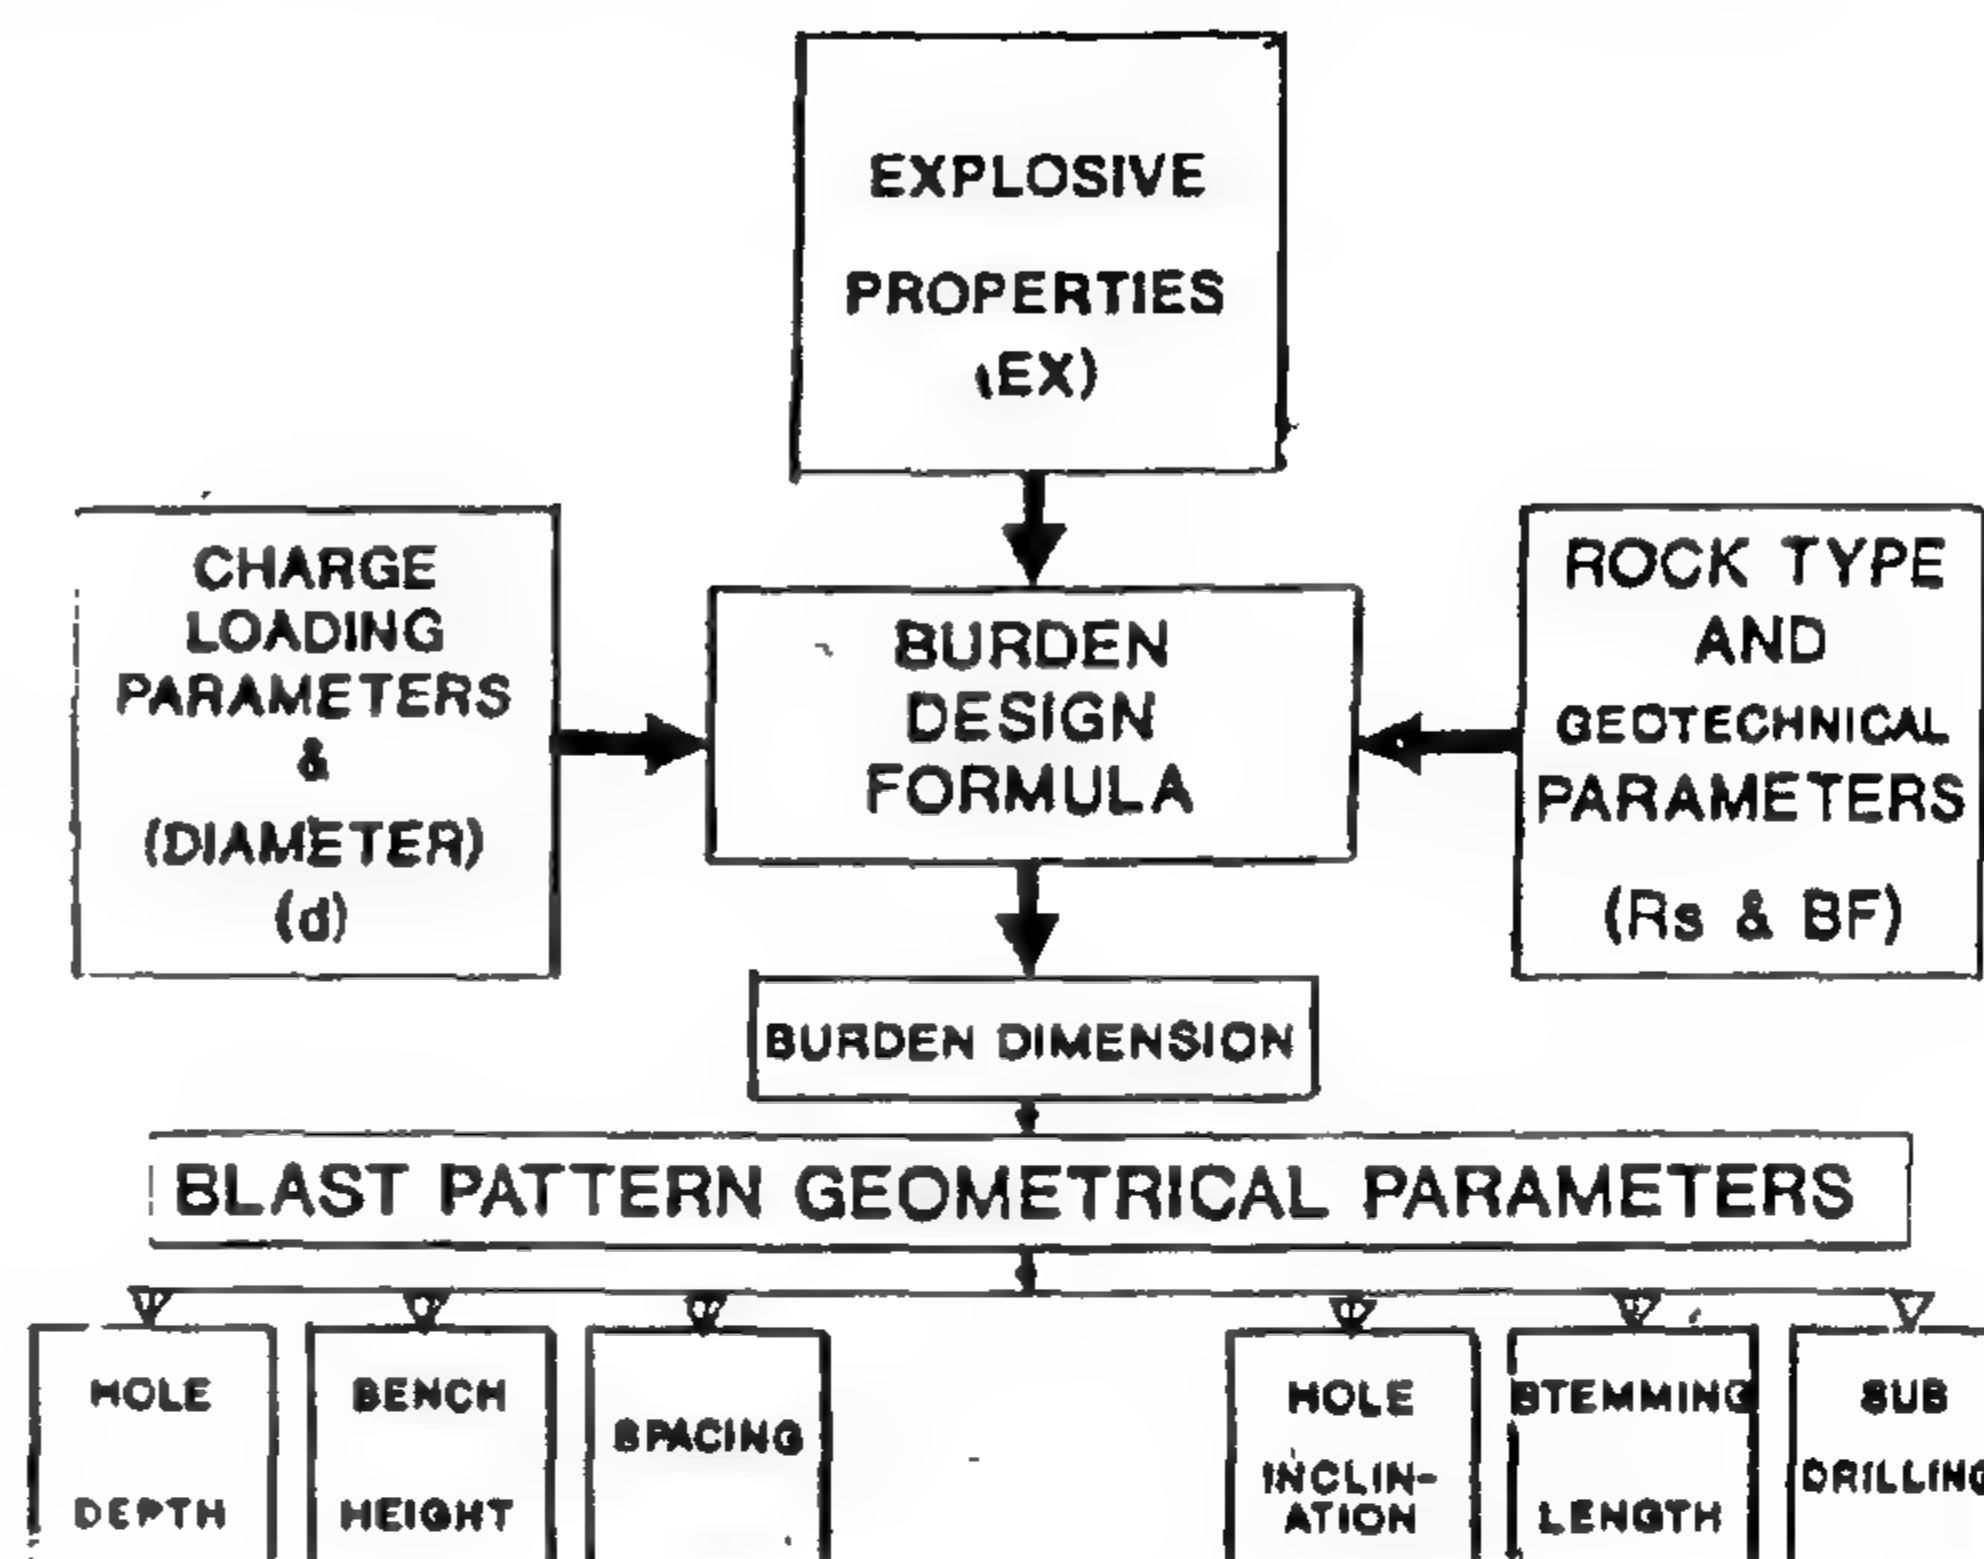 EXPLOSIVE
PROPERTIES
(EX)
CHARGE
LOADING
PARAMETERS
&
(DIAMETER)
(d)
BURDEN
DESIGN
FORMULA
ROCK TYPE
AND
GEOTECHNICAL
PARAMETERS
(Rs & BF)
BURDEN DIMENSION
BLAST PATTERN GEOMETRICAL PARAMETERS
HOLE
DEPTH
BENCH
HEIGHT
SPACING
HOLE
INCLIN-
ATION
STEMMING
LENGTH
SUB
DRILLING